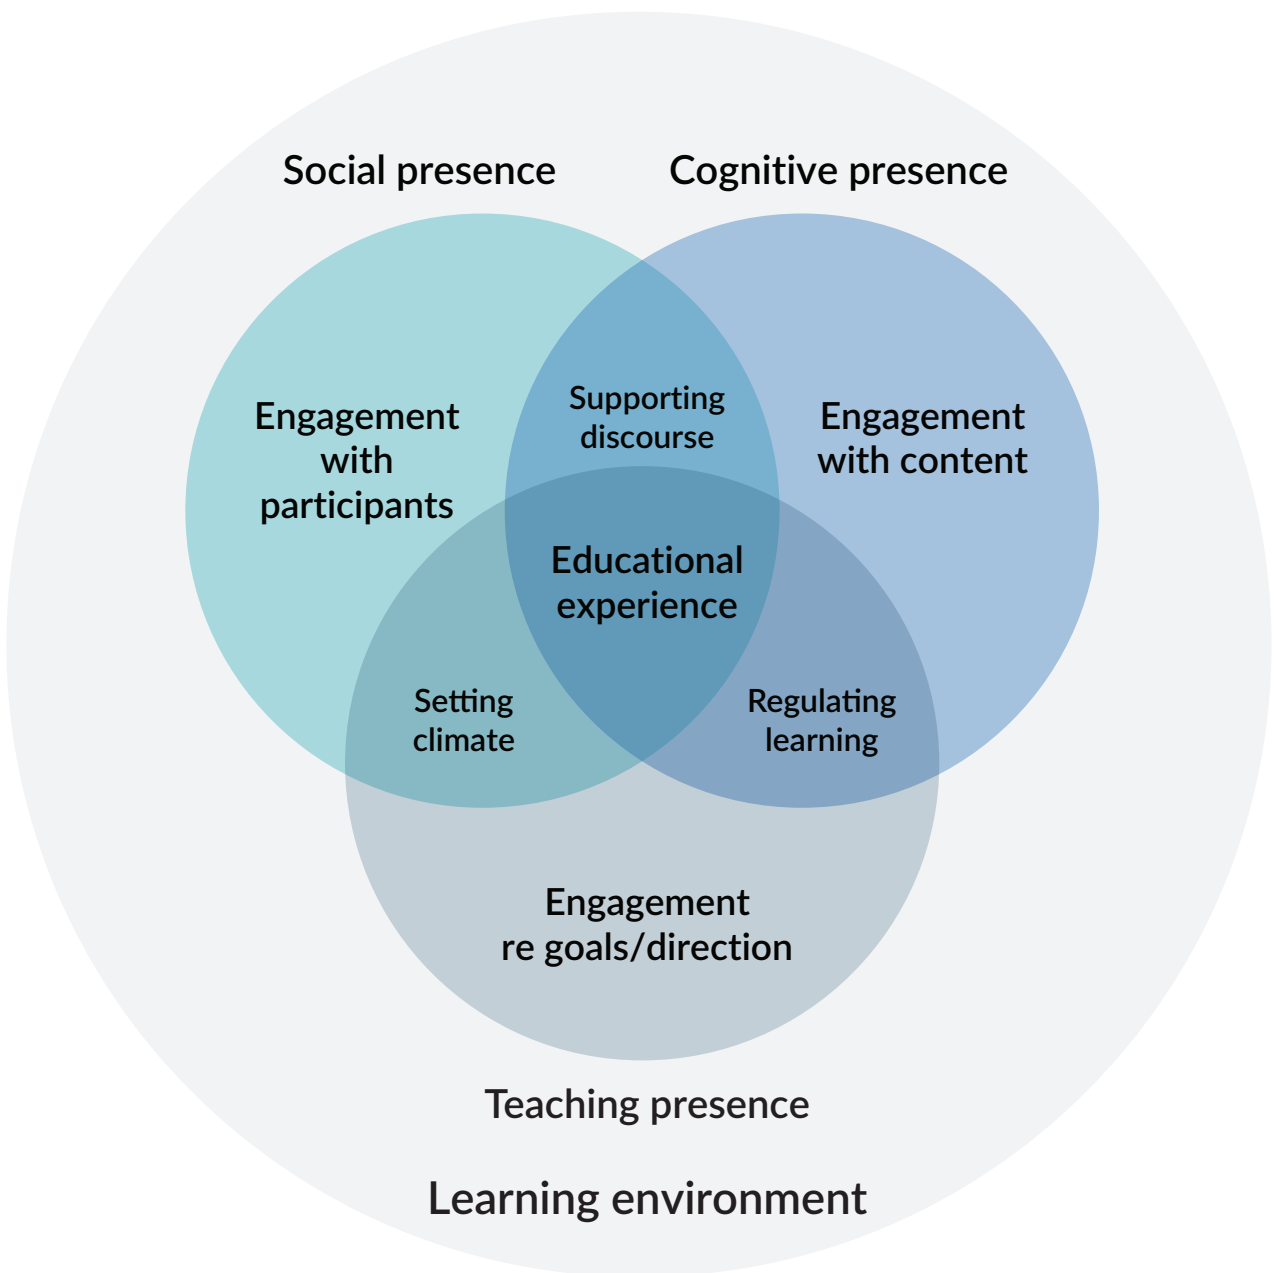 Social presence
Cognitive presence
Engagement
with
participants
Supporting
discourse
Engagement
with content
Educational
experience
Setting
climate
Regulating
learning
Engagement
re goals/direction
Teaching presence
Learning environment